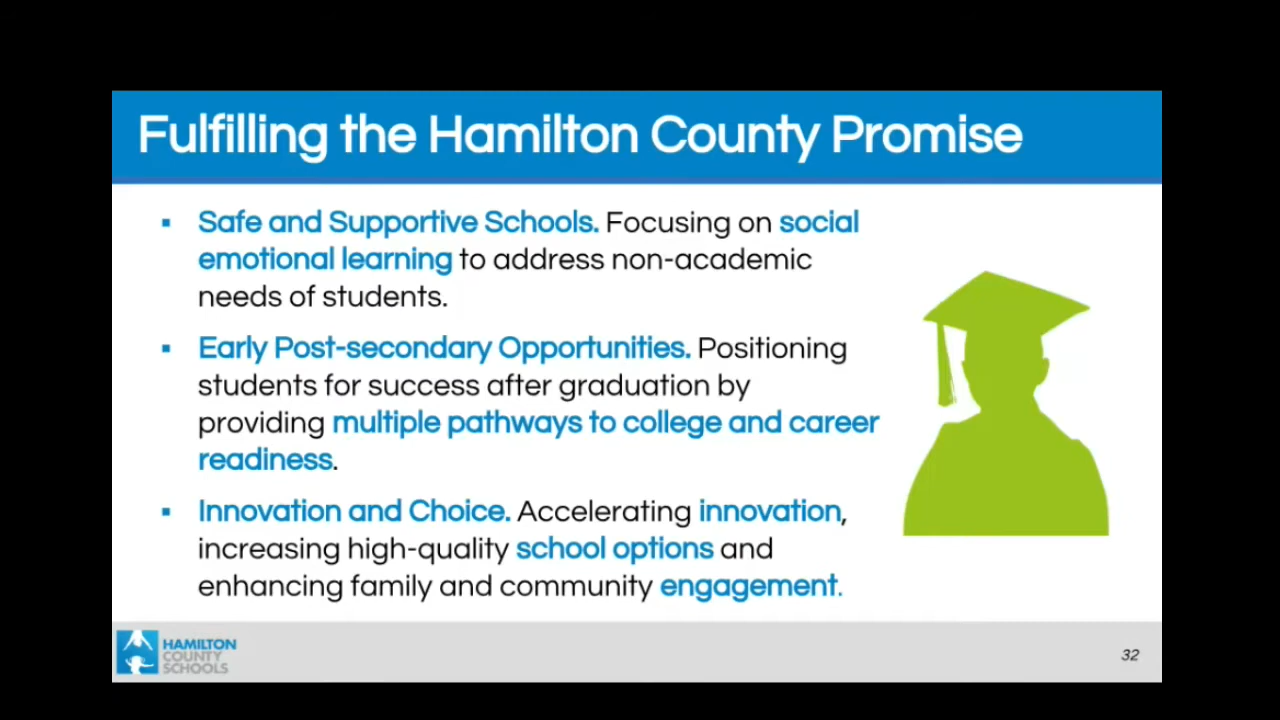 Fulfilling the Hamilton County Promise
▪ Safe and Supportive Schools. Focusing on social
emotional learning to address non-academic
needs of students.
▪ Early Post-secondary Opportunities. Positioning
students for success after graduation by
providing multiple pathways to college and career
readiness.
▪ Innovation and Choice. Accelerating innovation,
increasing high-quality school options and
enhancing family and community engagement.
HAMILTON
COUNTY
SCHOOLS
32